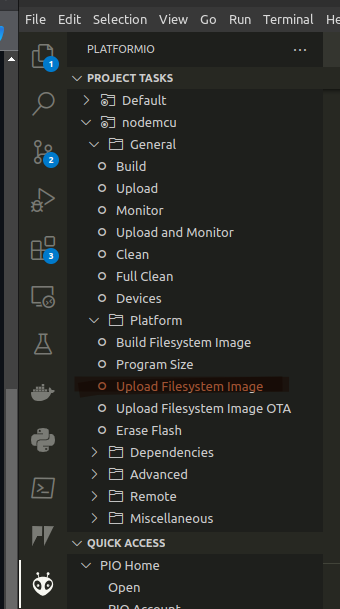 File Edit Selection View Go Run Terminal He
PLATFORMIO ...
1
PROJECT TASKS
Default
nodemcu
2
General
Build
Upload
Monitor
Upload and Monitor
3
Clean
Full Clean
Devices
Platform
Build Filesystem Image
Program Size
Upload Filesystem Image
Upload Filesystem Image OTA
Erase Flash
Dependencies
Advanced
Remote
Miscellaneous
QUICK ACCESS
PIO Home
Open
PIO Account